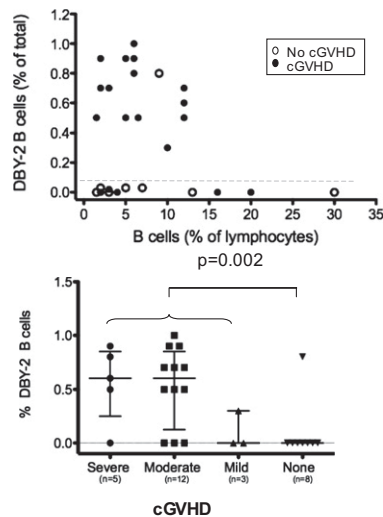 DBY-2 B cells (% of total)
1.2
1.0
0.8
0.6
0.4
0.2
0.0
No cGVHD
cGVHD
0 5 10 15 20 25 30 35
B cells (% of lymphocytes)
p=0.002
% DBY-2 B cells
1.5
1.0
0.5
0.0
Severe Moderate Mild None
(n=5) (n=12) (n=3) (n=8)
cGVHD